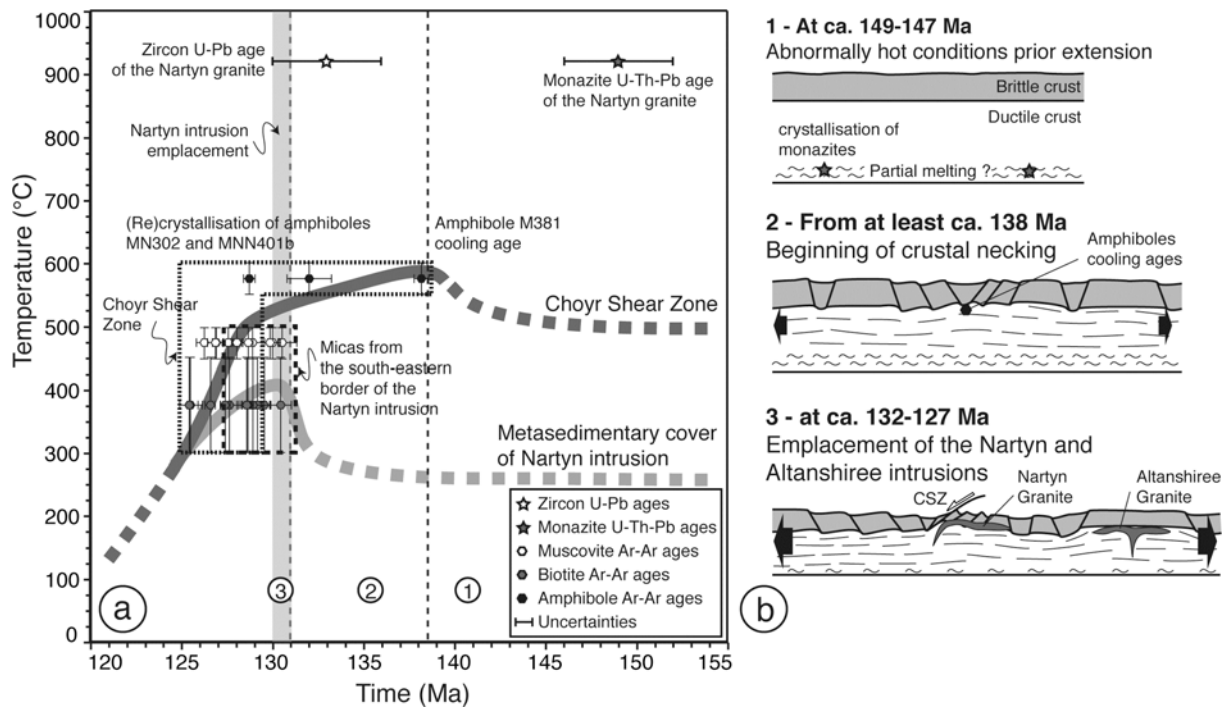 Temperature (°C)
1000
900
800
700
600
500
400
300
200
100
0
Zircon U-Pb age
of the Nartyn granite
Monazite U-Th-Pb age
of the Nartyn granite
Nartyn intrusion
emplacement
(Re)crystallisation of amphiboles
MN302 and MNN401b
Amphibole M381
cooling age
Choyr Shear
Zone
Choyr Shear Zone
Micas from
the south-eastern
border of the
Nartyn intrusion
Metasedimentary cover
of Nartyn intrusion
Zircon U-Pb ages
Monazite U-Th-Pb ages
Muscovite Ar-Ar ages
Biotite Ar-Ar ages
Amphibole Ar-Ar ages
Uncertainties
a
3
2
1
120 125 130 135 140 145 150 155
Time (Ma)
1 - At ca. 149-147 Ma
Abnormally hot conditions prior extension
Brittle crust
Ductile crust
crystallisation of
monazites
Partial melting ?
2 - From at least ca. 138 Ma
Beginning of crustal necking
Amphiboles
cooling ages
3 - at ca. 132-127 Ma
Emplacement of the Nartyn and
Altanshiree intrusions
CSZ
Nartyn
Granite
Altanshiree
Granite
b